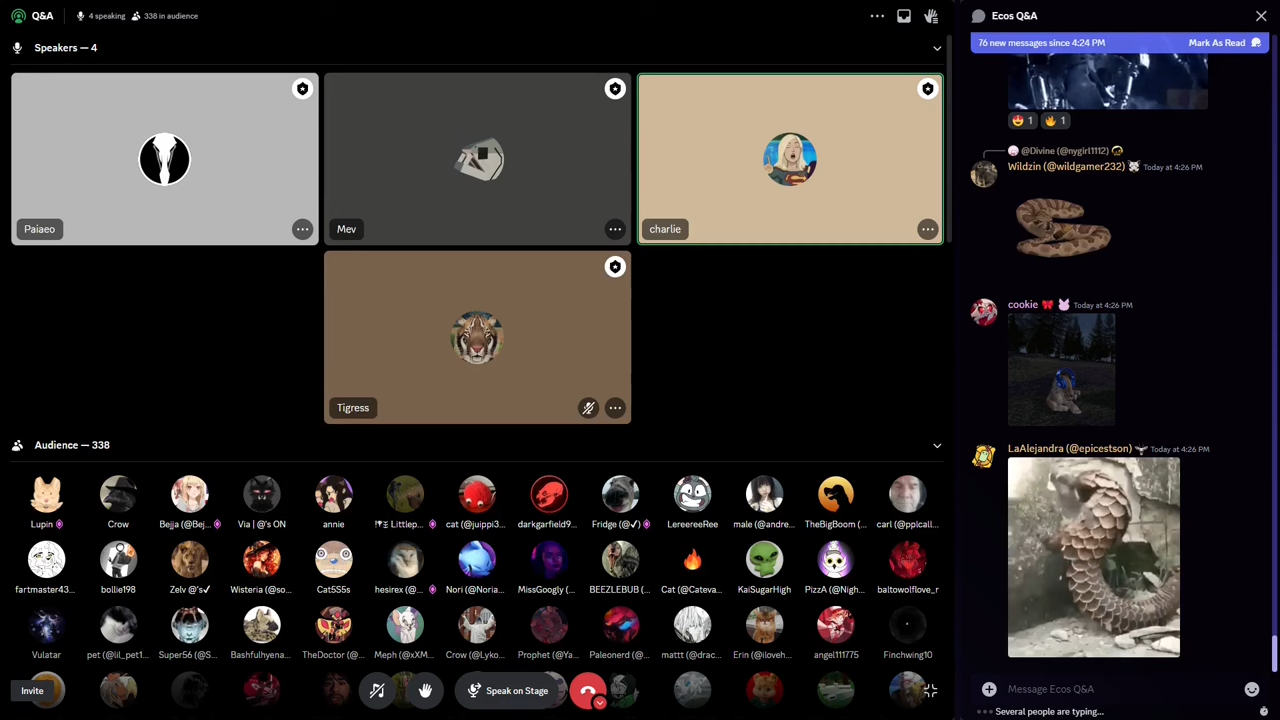 Q&A
4 speaking
338 in audience
Speakers — 4
Paiaeo
Mev
charlie
Tigress
Audience — 338
Lupin
Crow
Bejja (@Bej...
Via | @'s ON
annie
Littlep...
cat (@juippi3...
darkgarfield9...
Fridge (@✓)
LereereeRee
male (@andre...
TheBigBoom (...
carl (@pplcall...
fartmaster43...
bollie198
Zelv @'s✓
Wisteria (@so...
Cat5S5s
hesirex (@...
Nori (@Noriica...
MissGoogly (...
BEEZLEBUB (...
Cat (@Cateva...
KaiSugarHigh
PizzA (@Nigh...
baltowolflove_r
Vulatar
pet (@lil_pet1...
Super56 (@S...
Bashfulhyena...
TheDoctor (@...
Meph (@xXM...
Crow (@Lyko...
Prophet (@Ya...
Paleonerd (@...
mattt (@drac...
Erin (@iloveh...
angel111775
Finchwing10
Invite
Speak on Stage
Ecos Q&A
76 new messages since 4:24 PM
Mark As Read
1
1
@Divine (@nygirl1112)
Wildzin (@wildgamer232) Today at 4:26 PM
cookie Today at 4:26 PM
LaAlejandra (@epicestson) Today at 4:26 PM
Message Ecos Q&A
Several people are typing...